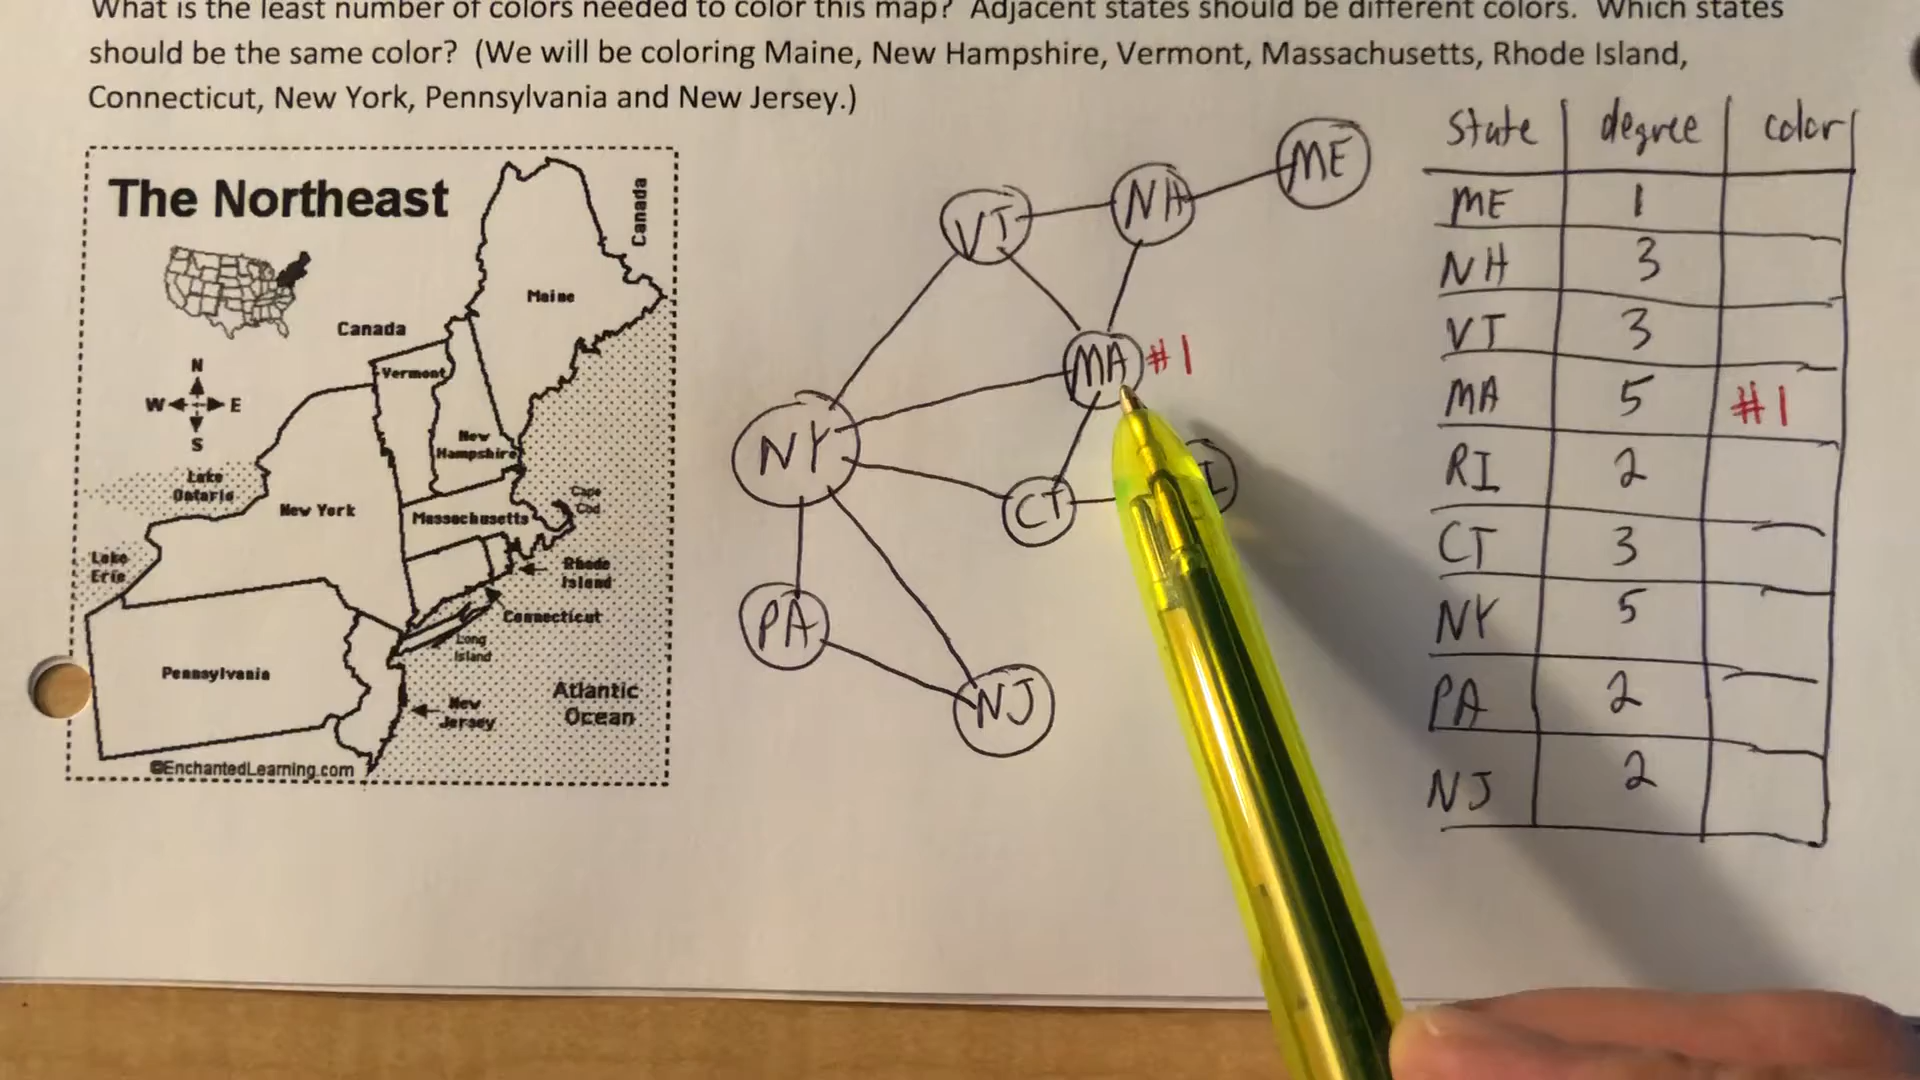 What is the least number of colors needed to color this map? Adjacent states should be different colors. Which states
should be the same color? (We will be coloring Maine, New Hampshire, Vermont, Massachusetts, Rhode Island,
Connecticut, New York, Pennsylvania and New Jersey.)
The Northeast
Canada
Maine
Canada
N
Vermont
W E
S
New
Hampshire
Lake
Ontario
New York
Cape
Cod
Massachusetts
Lake
Erie
Rhode
Island
Connecticut
Long
Island
Pennsylvania
New
Jersey
Atlantic
Ocean
©EnchantedLearning.com
ME
NH
VT
MA #1
NY
CT
PA
NJ
state degree color
ME 1
NH 3
VT 3
MA 5 #1
RI 2
CT 3
NY 5
PA 2
NJ 2